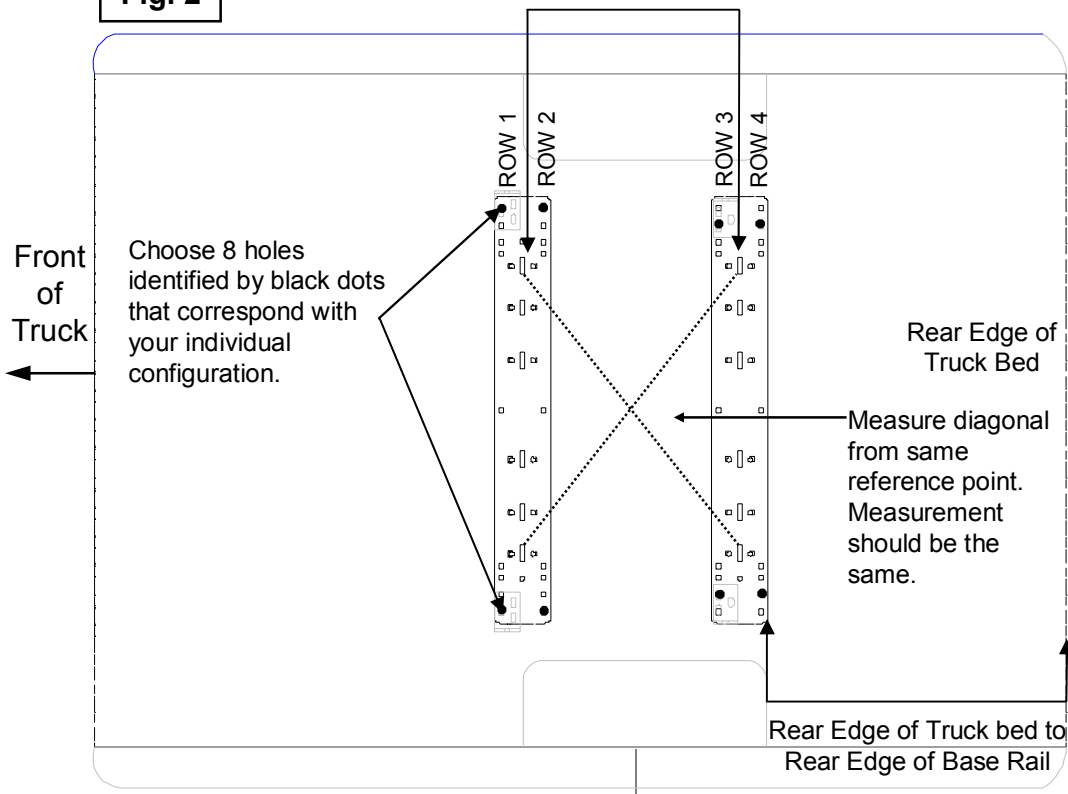 Fig. 2
ROW 1
ROW 2
ROW 3
ROW 4
Front
of
Truck
Choose 8 holes
identified by black dots
that correspond with
your individual
configuration.
Rear Edge of
Truck Bed
Measure diagonal
from same
reference point.
Measurement
should be the
same.
Rear Edge of Truck bed to
Rear Edge of Base Rail